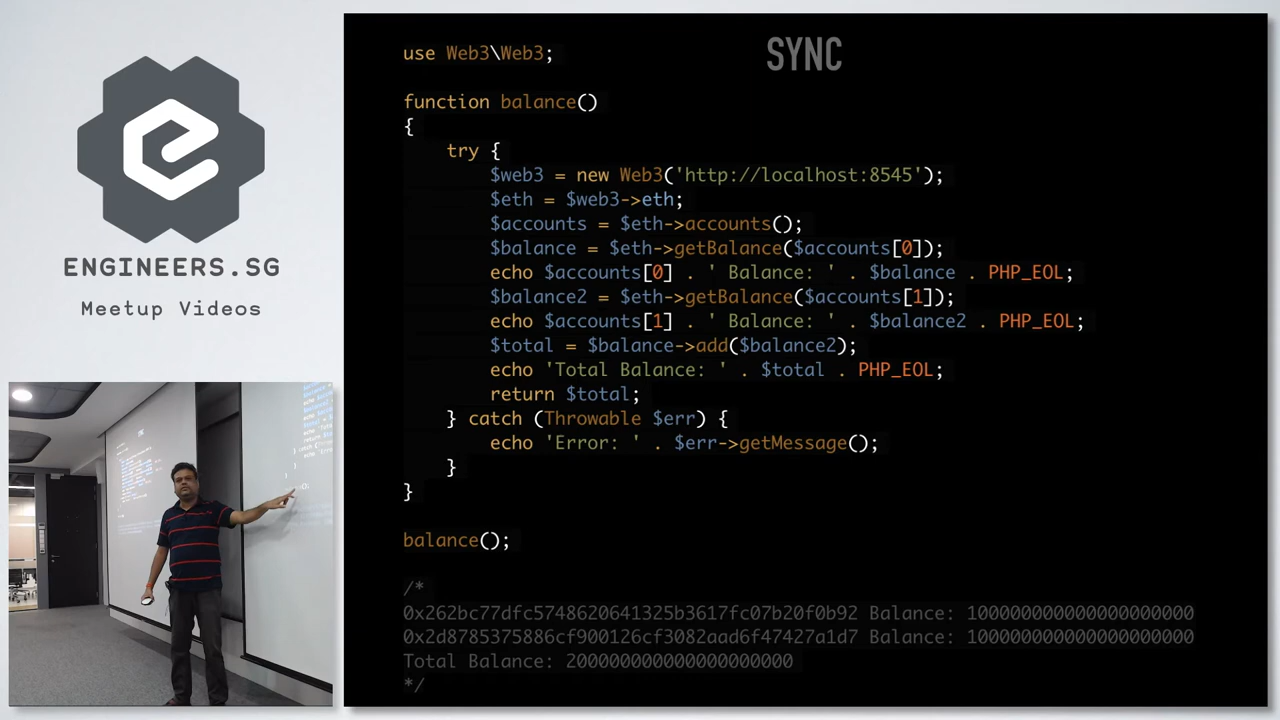 ENGINEERS.SG
Meetup Videos
SYNC
use Web3\Web3;
function balance()
{
try {
$web3 = new Web3('http://localhost:8545');
$eth = $web3->eth;
$accounts = $eth->accounts();
$balance = $eth->getBalance($accounts[0]);
echo $accounts[0] . ' Balance: ' . $balance . PHP_EOL;
$balance2 = $eth->getBalance($accounts[1]);
echo $accounts[1] . ' Balance: ' . $balance2 . PHP_EOL;
$total = $balance->add($balance2);
echo 'Total Balance: ' . $total . PHP_EOL;
return $total;
} catch (Throwable $err) {
echo 'Error: ' . $err->getMessage();
}
}
balance();
/*
0x262bc77dfc5748620641325b3617fc07b20f0b92 Balance: 100000000000000000000
0x2d8785375886cf900126cf3082aad6f47427a1d7 Balance: 100000000000000000000
Total Balance: 200000000000000000000
*/